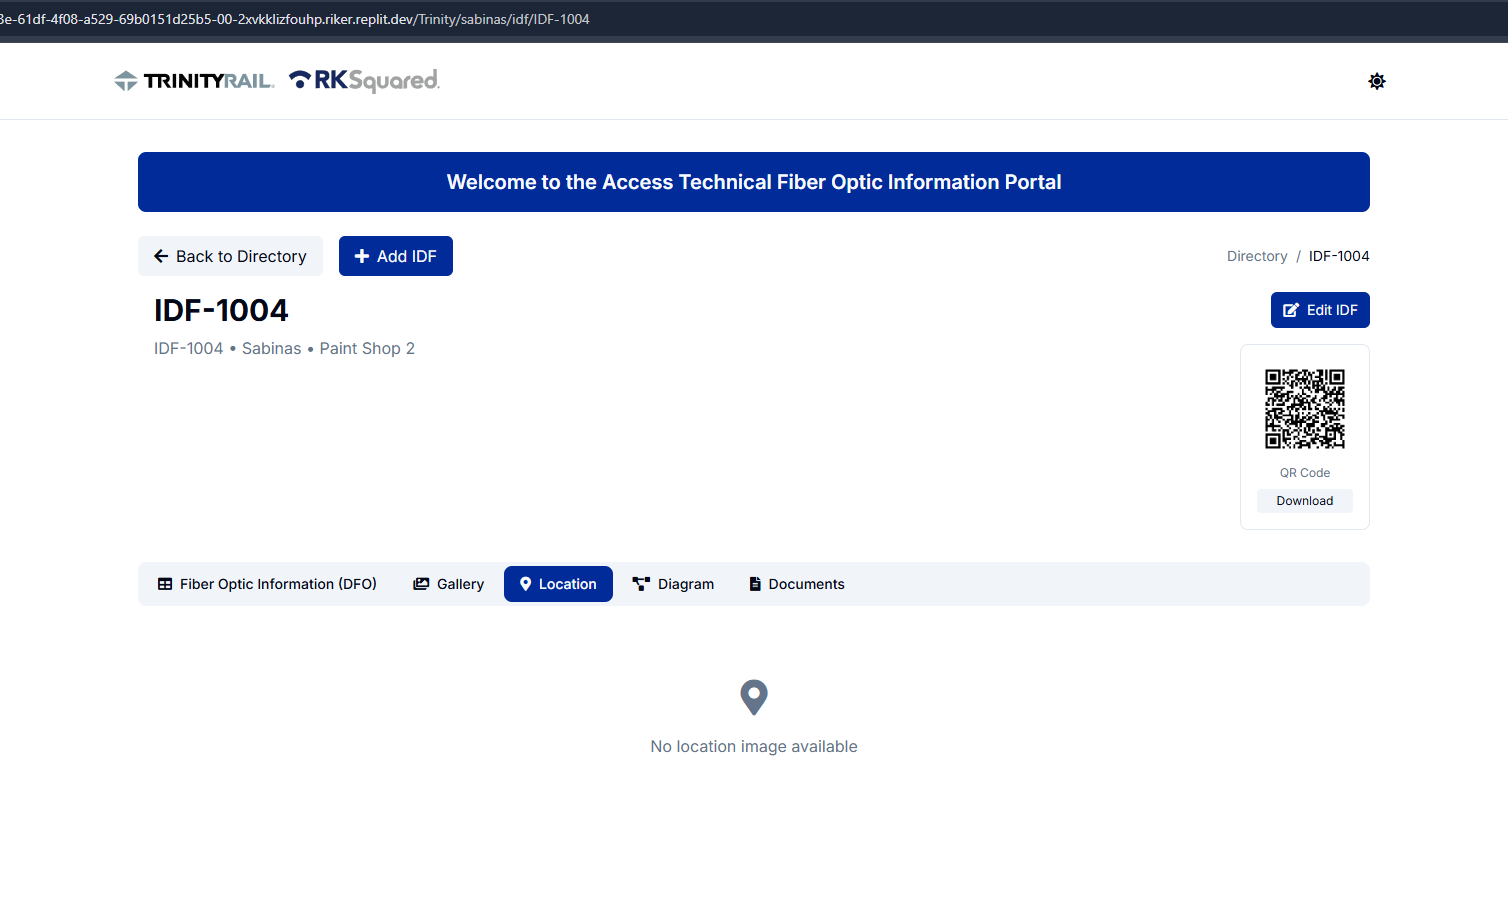 3e-61df-4f08-a529-69b0151d25b5-00-2xvkklizfouhp.riker.replit.dev/Trinity/sabinas/idf/IDF-1004
TRINITYRAIL. RKSquared.
Welcome to the Access Technical Fiber Optic Information Portal
Back to Directory Add IDF Directory / IDF-1004
IDF-1004
Edit IDF
IDF-1004 • Sabinas • Paint Shop 2
QR Code
Download
Fiber Optic Information (DFO) Gallery Location Diagram Documents
No location image available